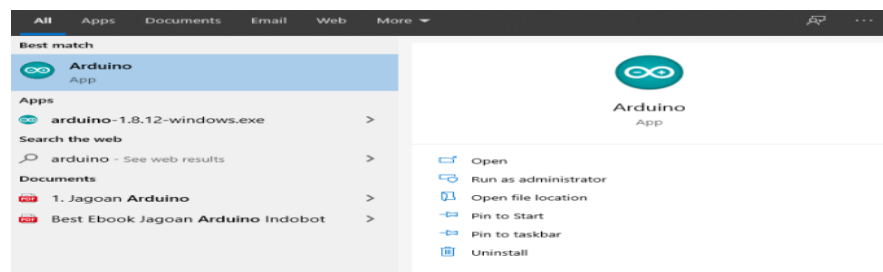 All Apps Documents Email Web More
Best match
Arduino
App
Apps
arduino-1.8.12-windows.exe
Search the web
arduino - See web results
Documents
PDF 1. Jagoan Arduino
PDF Best Ebook Jagoan Arduino Indobot
Arduino
App
Open
Run as administrator
Open file location
Pin to Start
Pin to taskbar
Uninstall